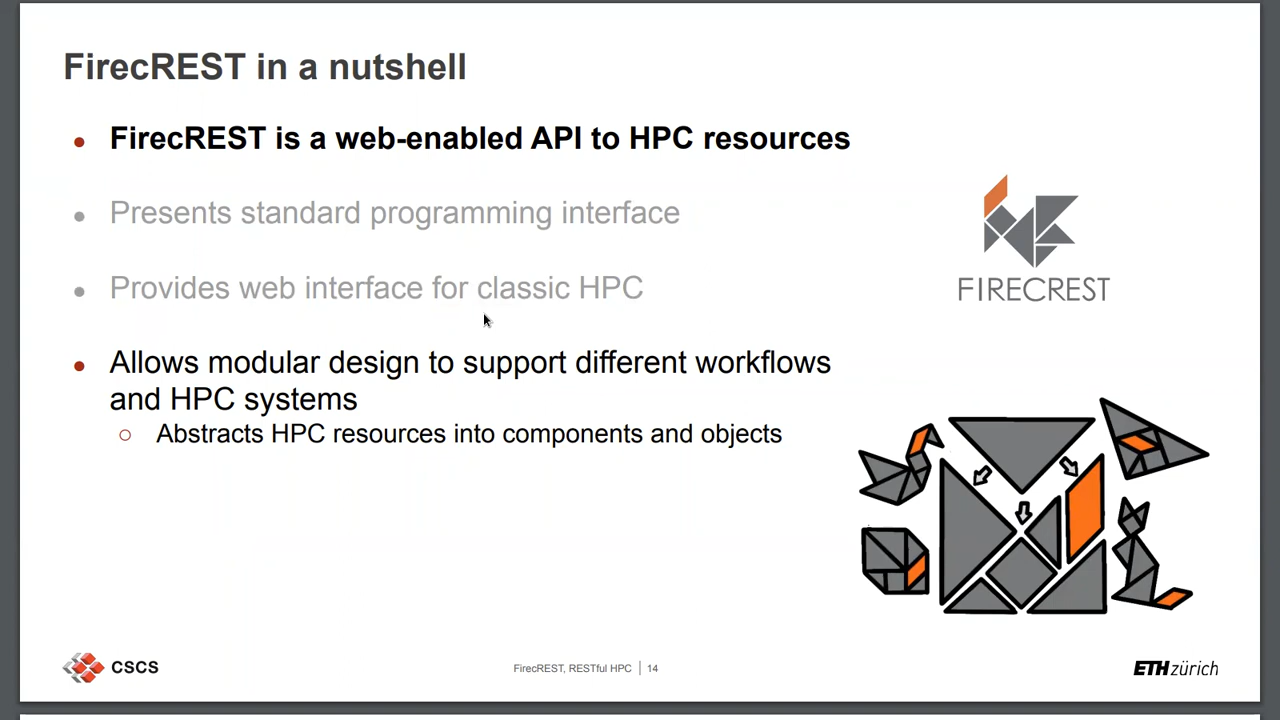 FirecREST in a nutshell
● FirecREST is a web-enabled API to HPC resources
● Presents standard programming interface
● Provides web interface for classic HPC
● Allows modular design to support different workflows
and HPC systems
○ Abstracts HPC resources into components and objects
FIRECREST
CSCS
FirecREST, RESTful HPC | 14
ETH zürich